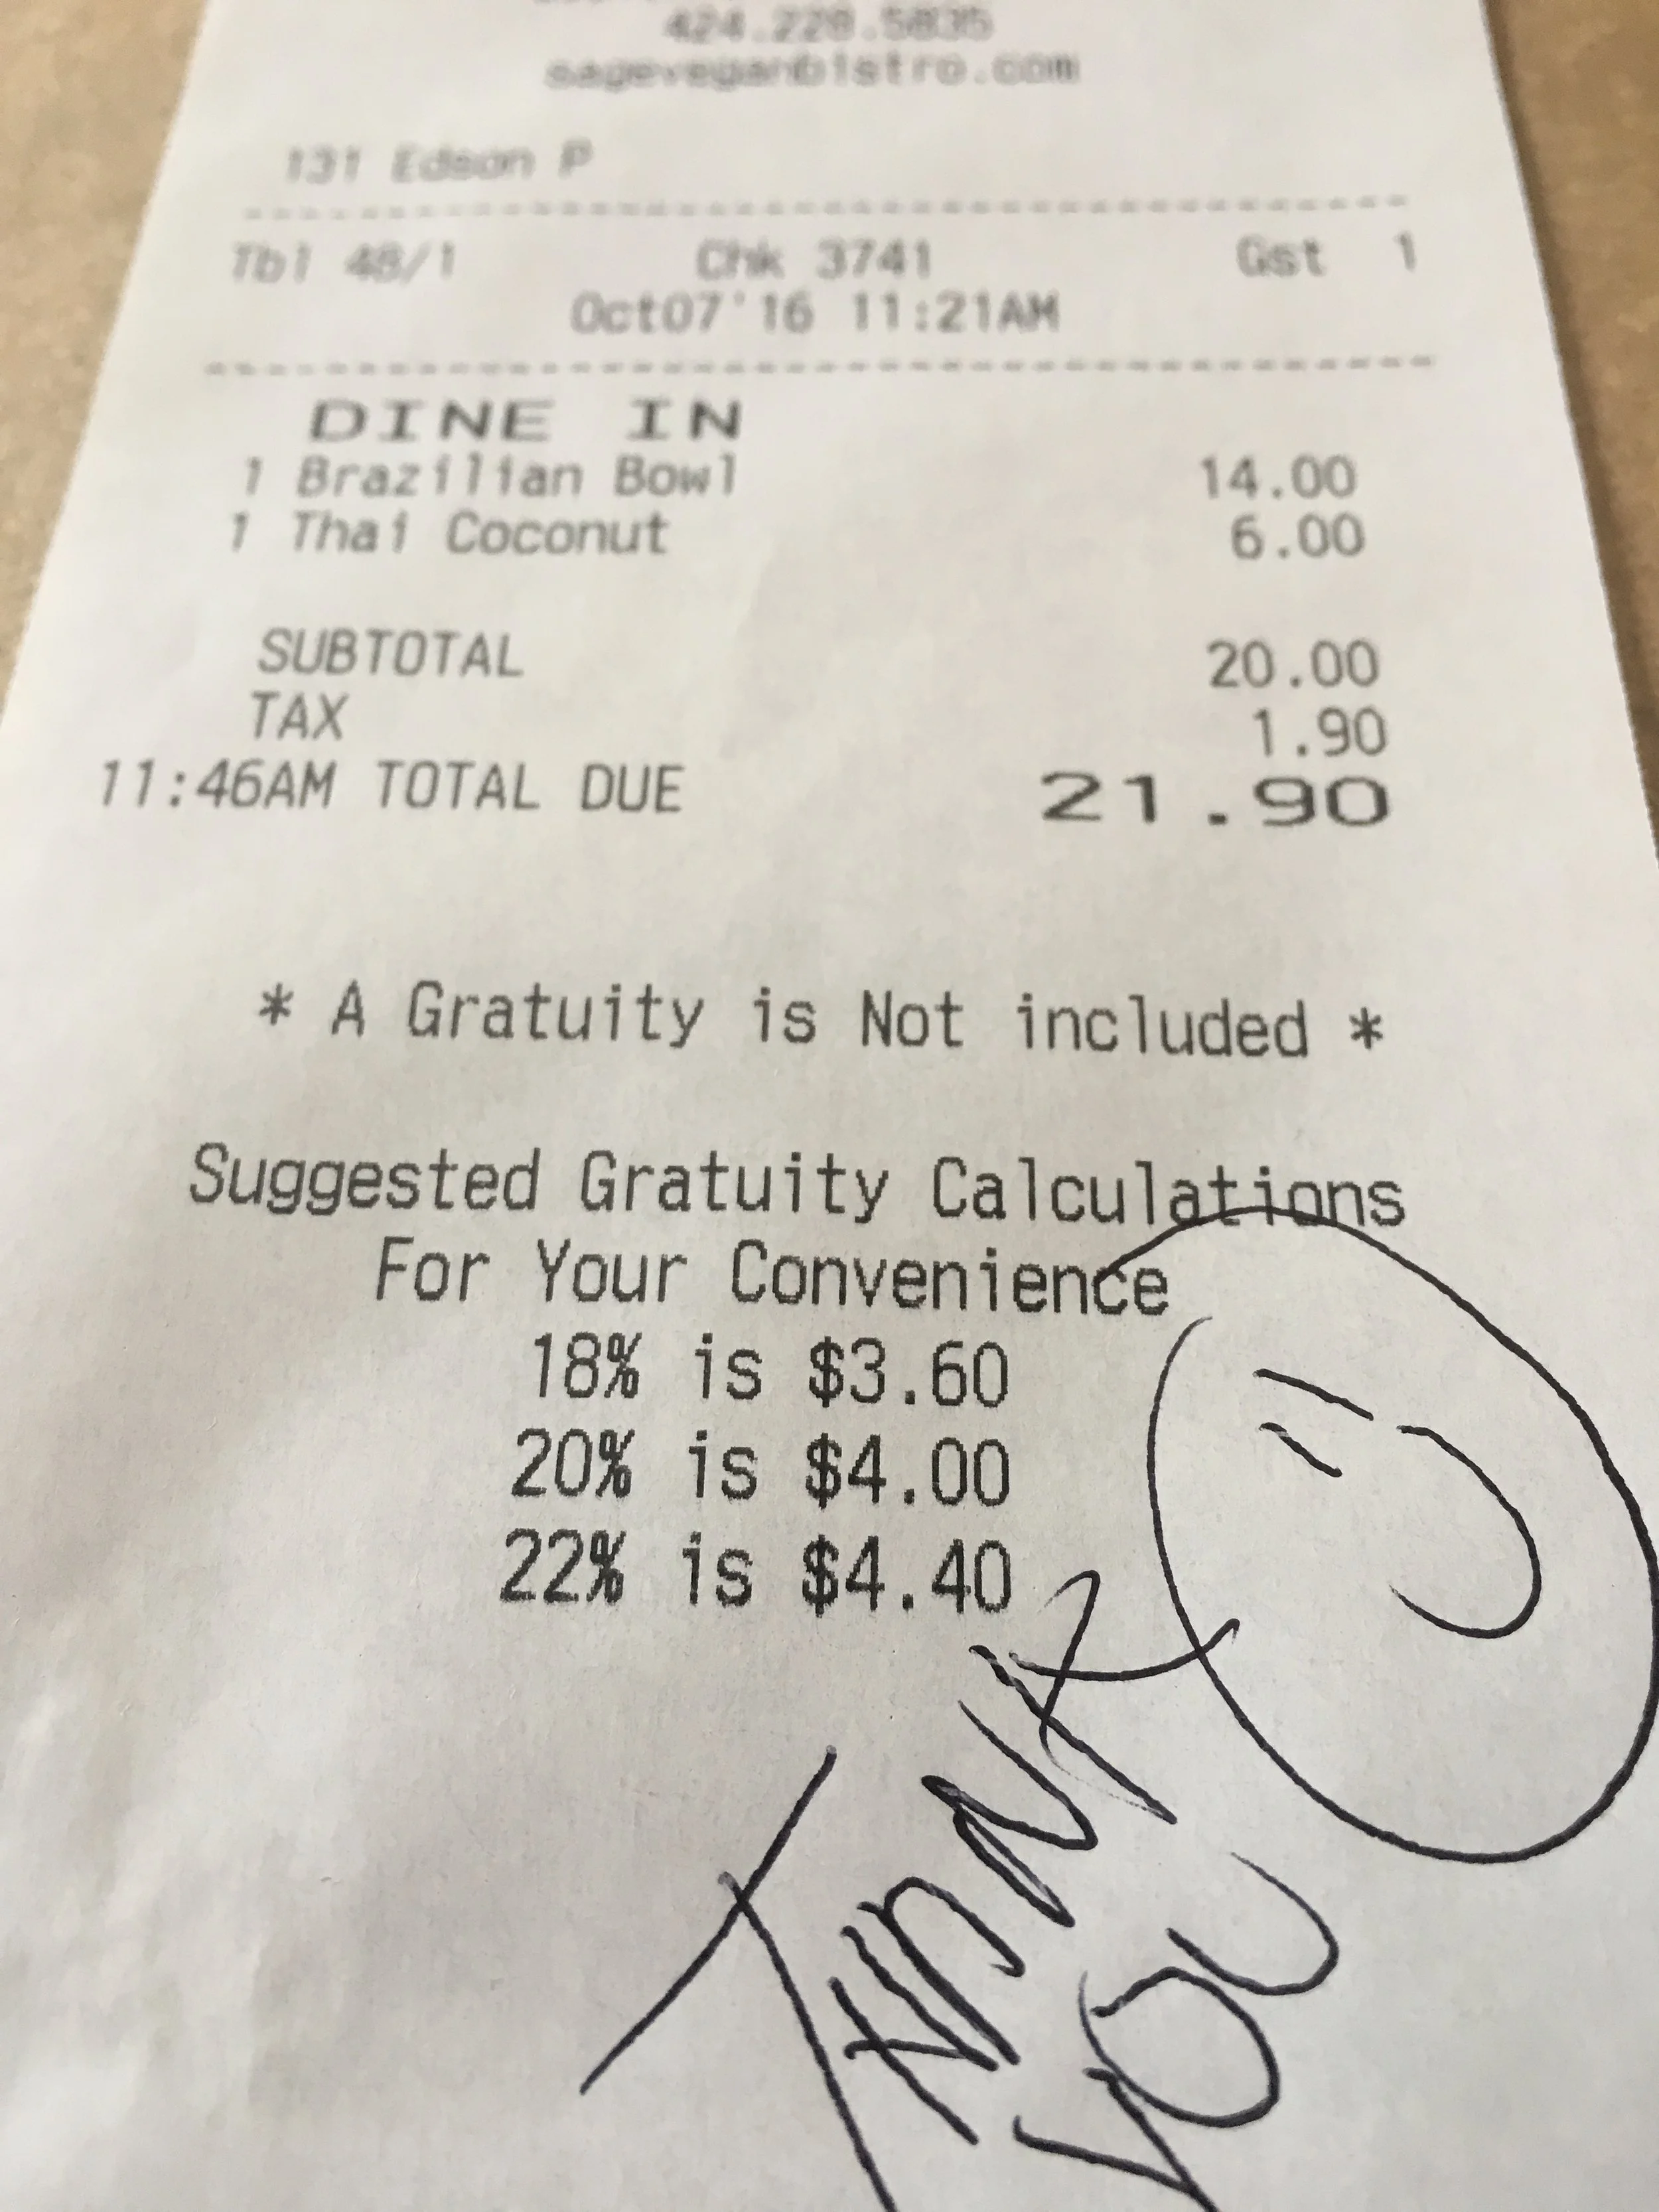 424.228.5835
sageveganbistro.com
131 Edson P
Tbl 48/1 Chk 3741 Gst 1
Oct07'16 11:21AM
DINE IN
1 Brazilian Bowl 14.00
1 Thai Coconut 6.00
SUBTOTAL 20.00
TAX 1.90
11:46AM TOTAL DUE 21.90
* A Gratuity is Not included *
Suggested Gratuity Calculations
For Your Convenience
18% is $3.60
20% is $4.00
22% is $4.40
THANK
YOU